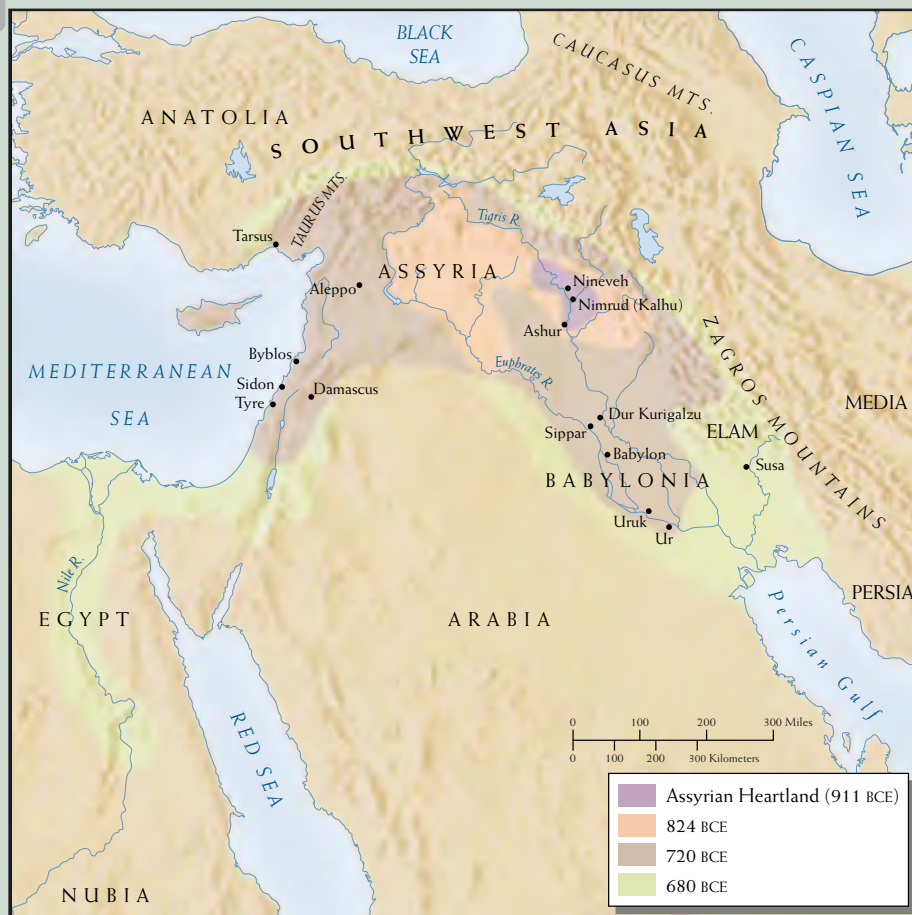 BLACK
SEA
CAUCASUS MTS.
CASPIAN SEA
ANATOLIA
SOUTHWEST ASIA
TAURUS MTS.
Tigris R.
Tarsus
ASSYRIA
Nineveh
Aleppo
Nimrud (Kalhu)
Ashur
ZAGROS MOUNTAINS
Byblos
Euphrates R.
MEDITERRANEAN
SEA
Sidon
Damascus
Tyre
MEDIA
Dur Kurigalzu
Sippar
ELAM
Babylon
Susa
BABYLONIA
Uruk
Ur
Nile R.
EGYPT
ARABIA
PERSIA
Persian Gulf
RED SEA
0 100 200 300 Miles
0 100 200 300 Kilometers
Assyrian Heartland (911 BCE)
824 BCE
720 BCE
680 BCE
NUBIA